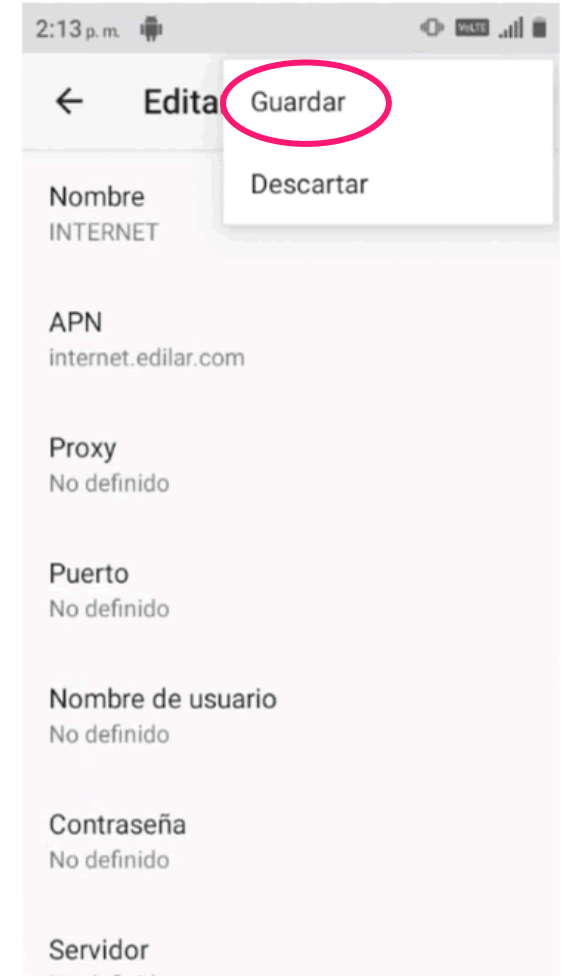 2:13 p. m.
VoLTE
Edita
Guardar
Descartar
Nombre
INTERNET
APN
internet.edilar.com
Proxy
No definido
Puerto
No definido
Nombre de usuario
No definido
Contraseña
No definido
Servidor